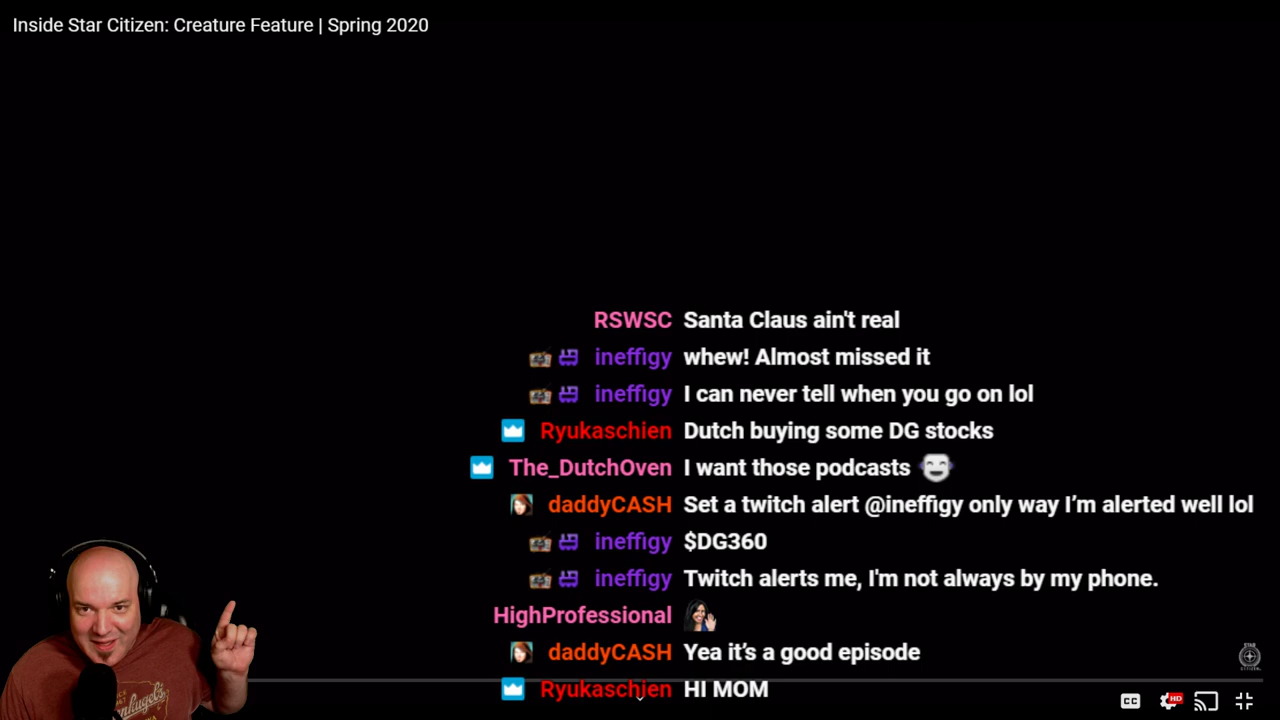 Inside Star Citizen: Creature Feature | Spring 2020
RSWSC Santa Claus ain't real
ineffigy whew! Almost missed it
ineffigy I can never tell when you go on lol
Ryukaschien Dutch buying some DG stocks
The_DutchOven I want those podcasts
daddyCASH Set a twitch alert @ineffigy only way I’m alerted well lol
ineffigy $DG360
ineffigy Twitch alerts me, I'm not always by my phone.
HighProfessional
daddyCASH Yea it’s a good episode
Ryukaschien HI MOM
CC
HD